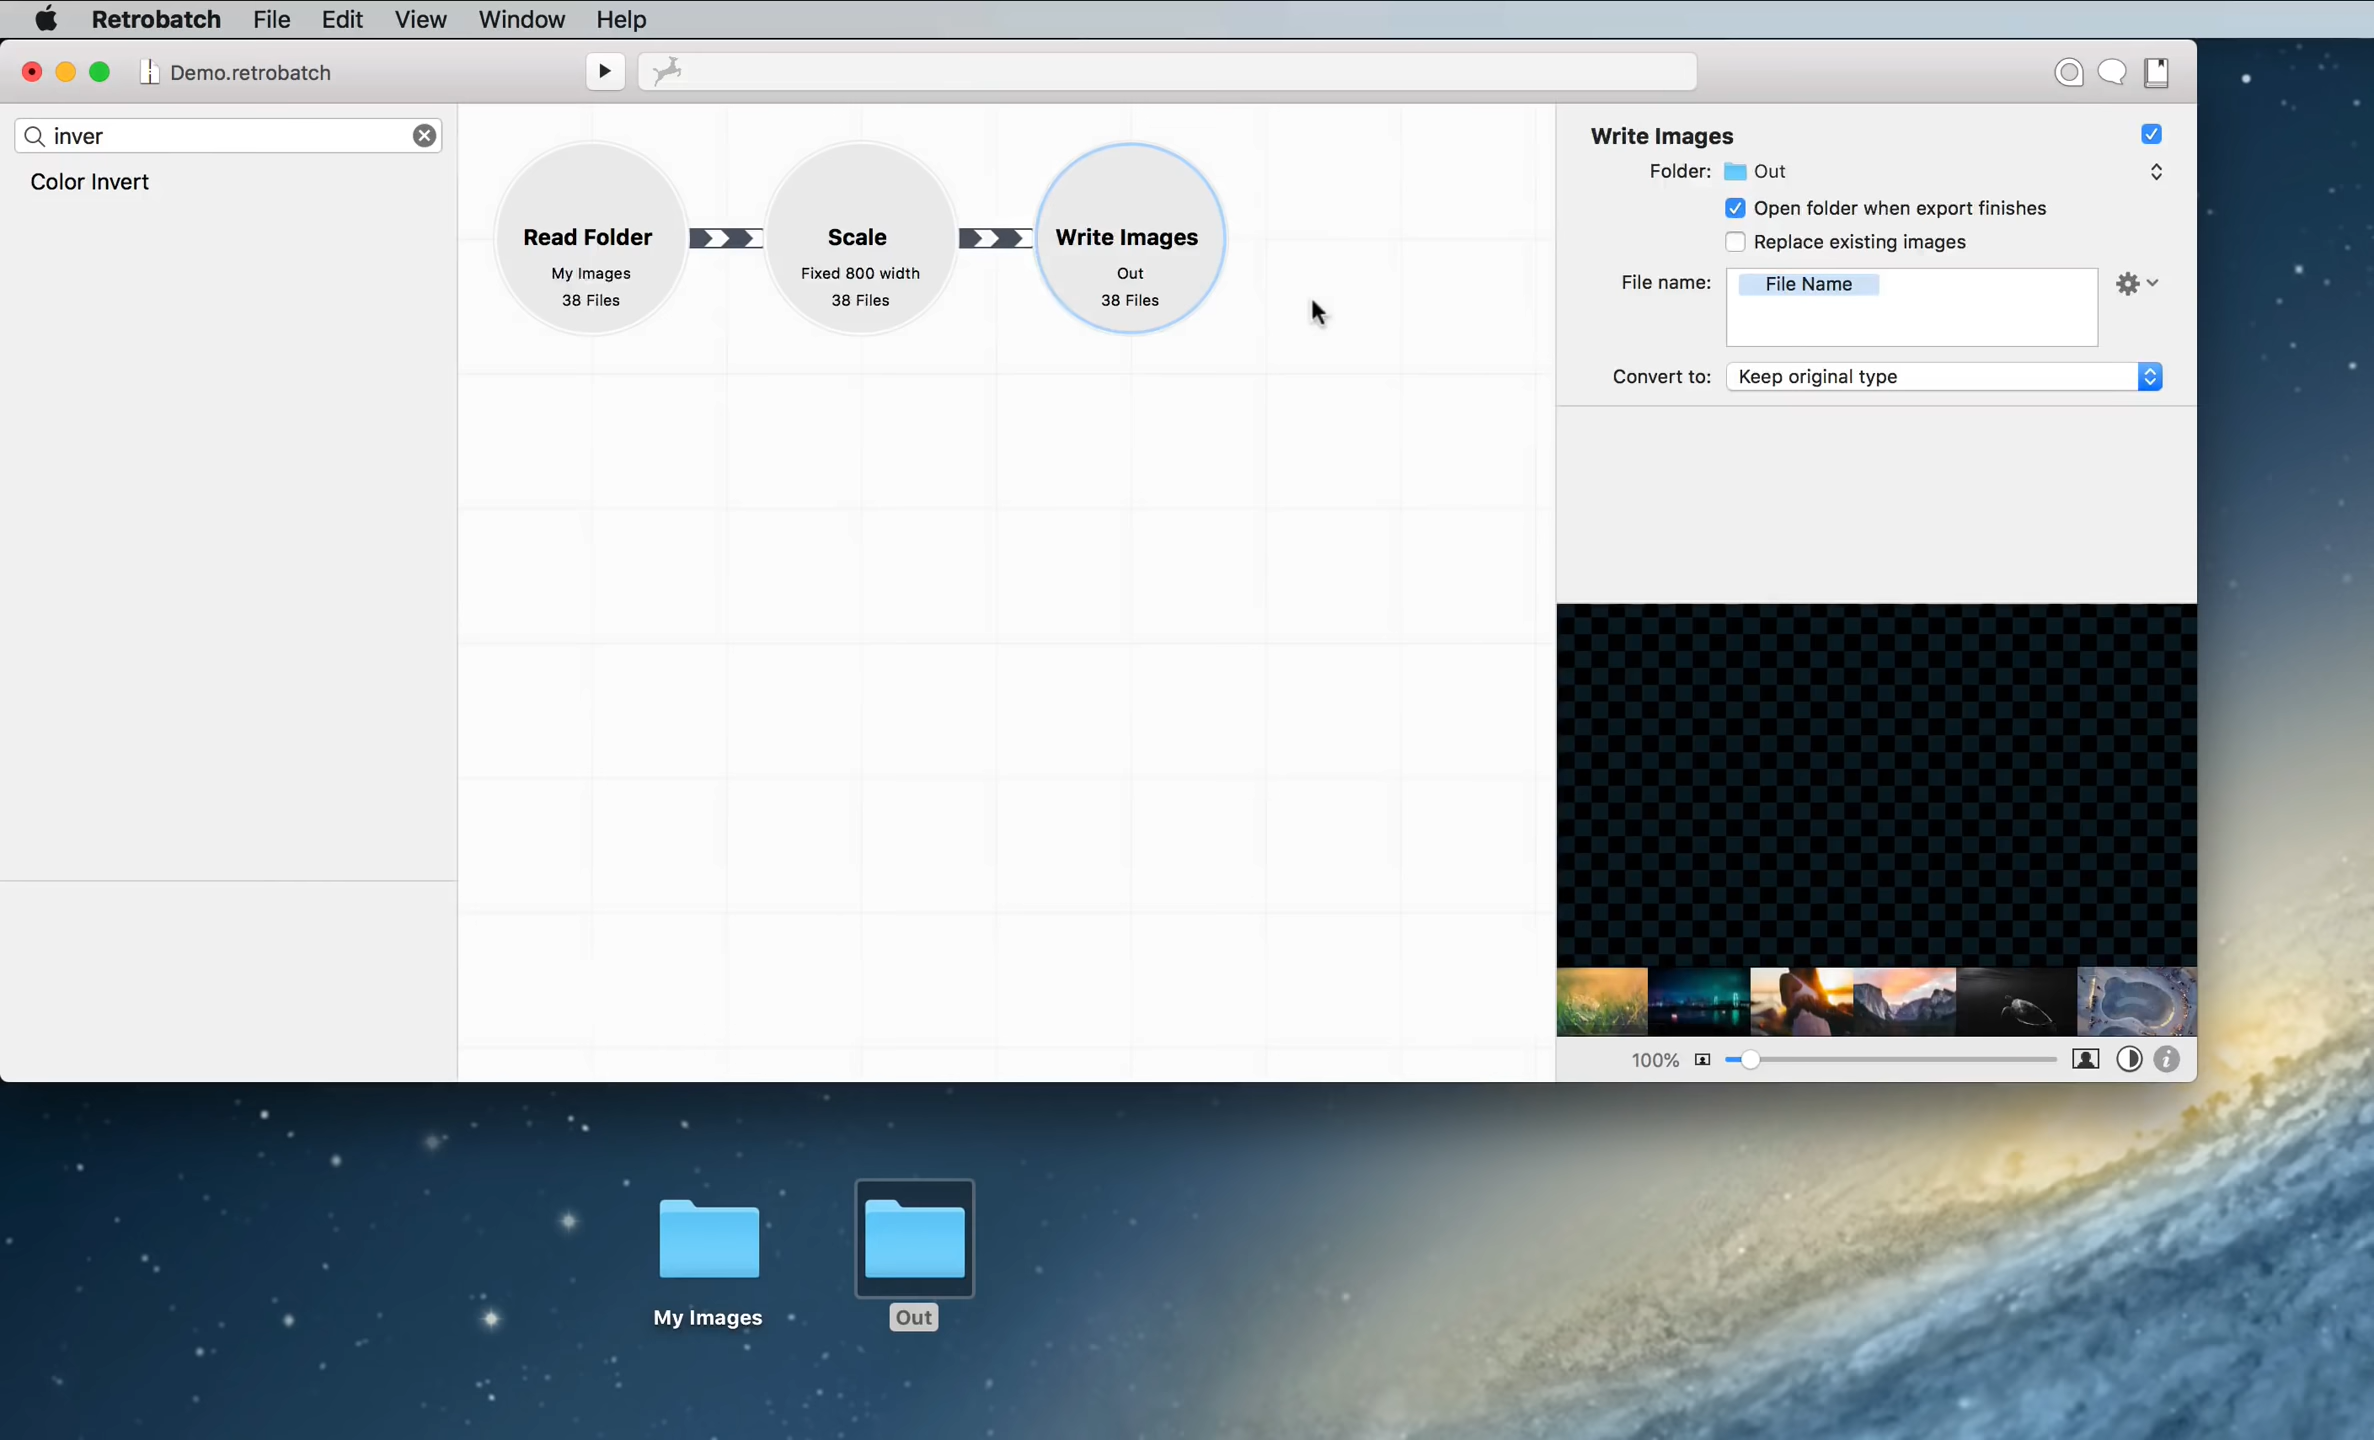 Retrobatch File Edit View Window Help
Demo.retrobatch
inver
Color Invert
Read Folder
My Images
38 Files
Scale
Fixed 800 width
38 Files
Write Images
Out
38 Files
Write Images
Folder: Out
Open folder when export finishes
Replace existing images
File name: File Name
Convert to: Keep original type
100%
My Images
Out